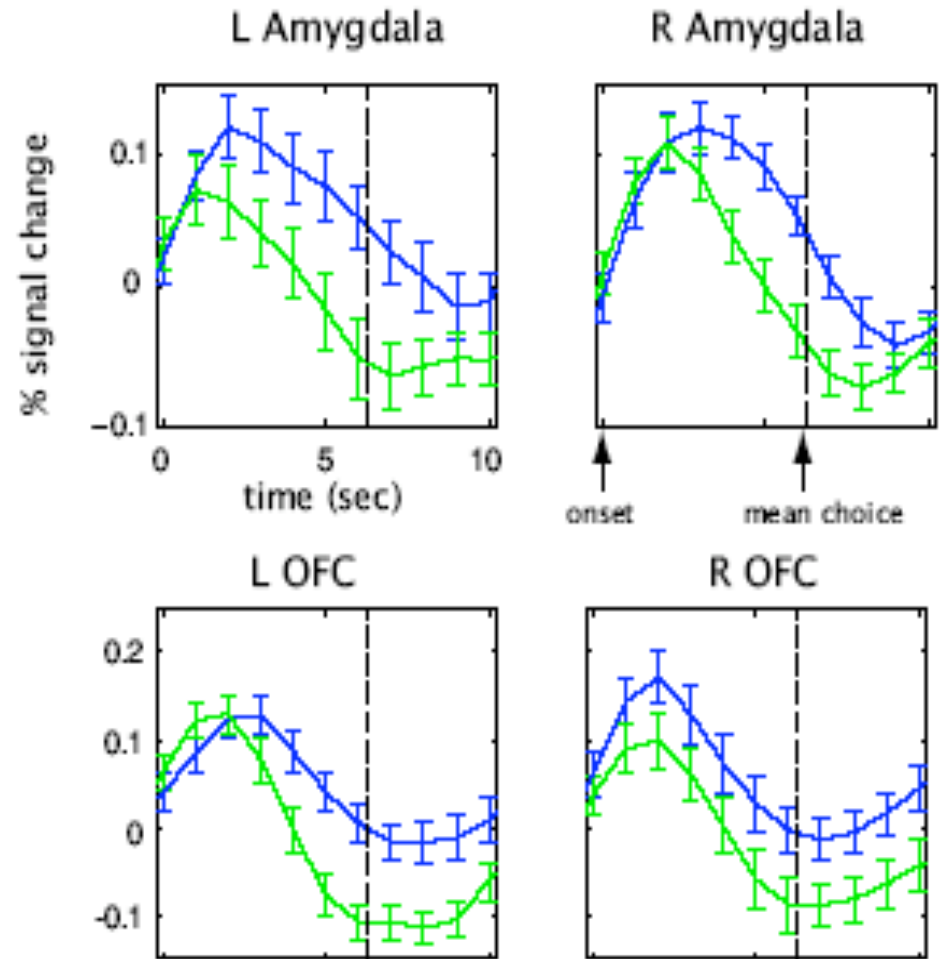 L Amygdala
R Amygdala
% signal change
0.1
0
−0.1
0 5 10
time (sec)
onset
mean choice
L OFC
R OFC
0.2
0.1
0
-0.1